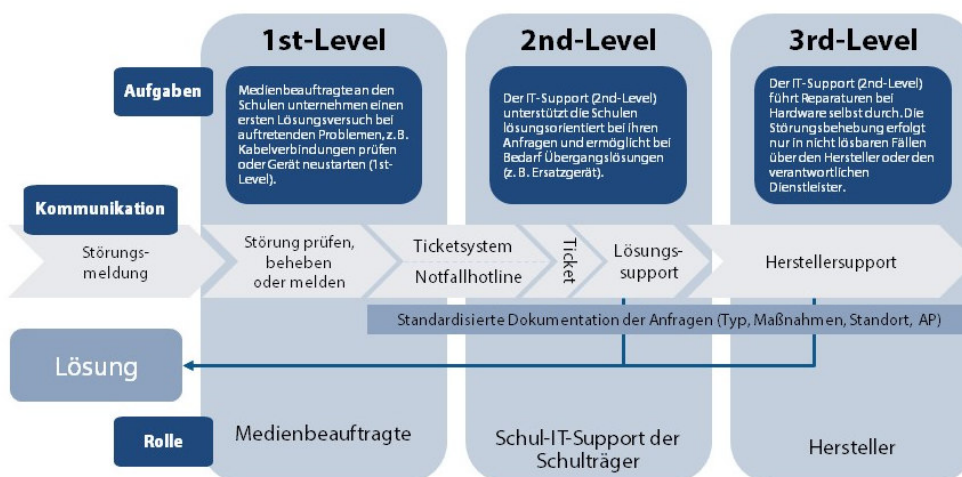 1st-Level
2nd-Level
3rd-Level
Aufgaben
Medienbeauftragte an den
Schulen unternehmen einen
ersten Lösungsversuch bei
auftretenden Problemen, z. B.
Kabelverbindungen prüfen
oder Gerät neustarten (1st-
Level).
Der IT-Support (2nd-Level)
unterstützt die Schulen
lösungsorientiert bei ihren
Anfragen und ermöglicht bei
Bedarf Übergangslösungen
(z. B. Ersatzgerät).
Der IT-Support (2nd-Level)
führt Reparaturen bei
Hardware selbst durch. Die
Störungsbehebung erfolgt
nur in nicht lösbaren Fällen
über den Hersteller oder den
verantwortlichen
Dienstleister.
Kommunikation
Störungs-
meldung
Störung prüfen,
beheben
oder melden
Ticketsystem
Notfallhotline
Ticket
Lösungs-
support
Herstellersupport
Standardisierte Dokumentation der Anfragen (Typ, Maßnahmen, Standort, AP)
Lösung
Rolle
Medienbeauftragte
Schul-IT-Support der
Schulträger
Hersteller